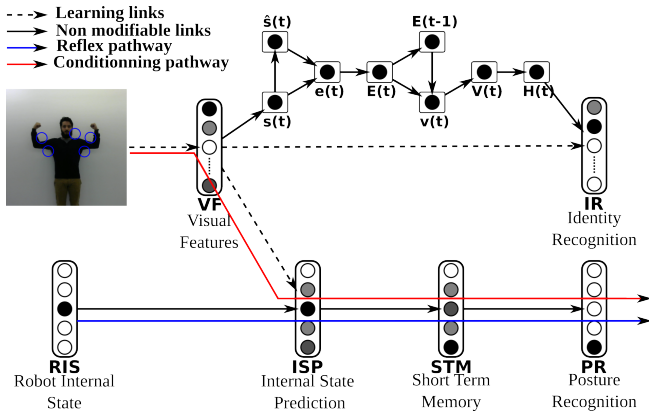 Learning links
Non modifiable links
Reflex pathway
Conditionning pathway
ŝ(t)
E(t-1)
s(t)
e(t)
E(t)
v(t)
V(t)
H(t)
VF
Visual
Features
IR
Identity
Recognition
RIS
Robot Internal
State
ISP
Internal State
Prediction
STM
Short Term
Memory
PR
Posture
Recognition